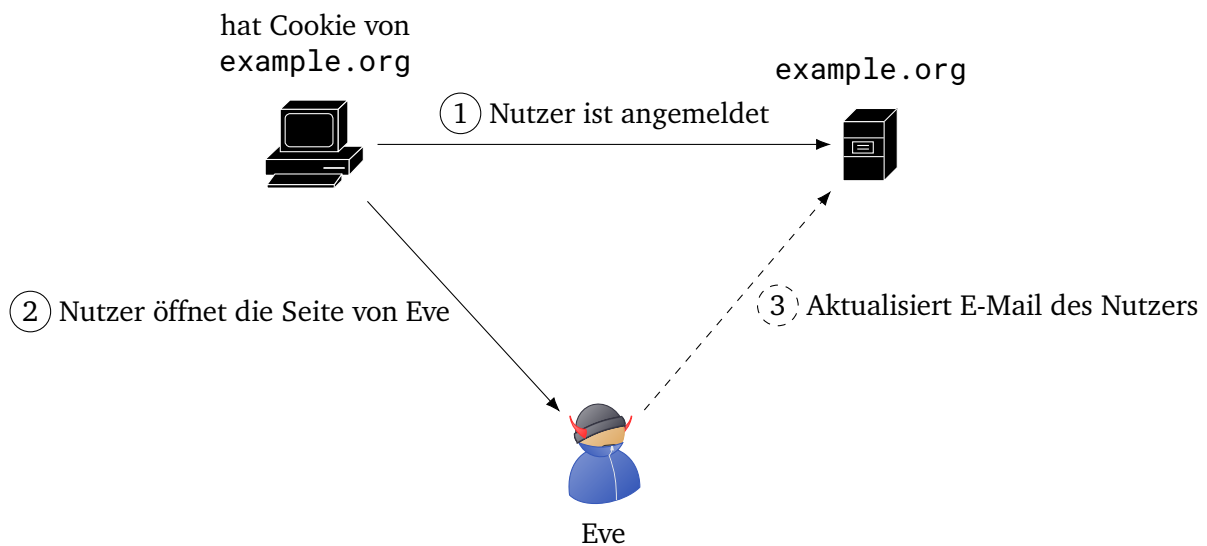 hat Cookie von
example.org
example.org
1 Nutzer ist angemeldet
2 Nutzer öffnet die Seite von Eve
3 Aktualisiert E-Mail des Nutzers
Eve